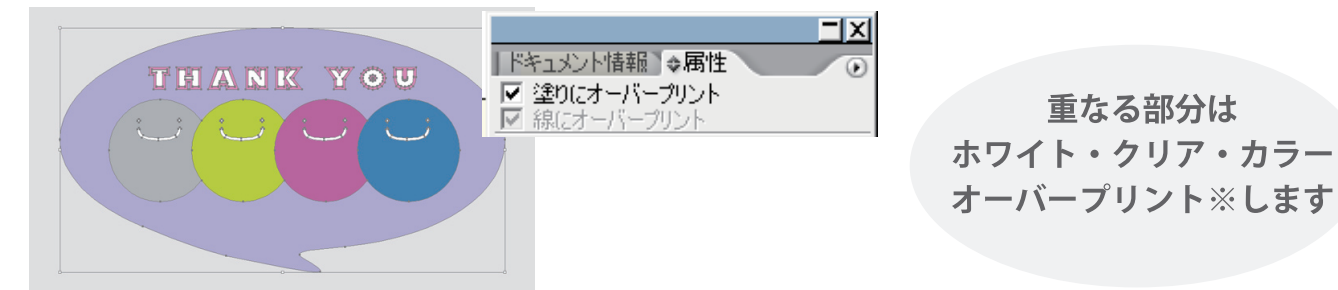 THANK YOU
ドキュメント情報 属性
塗りにオーバープリント
線にオーバープリント
重なる部分は
ホワイト・クリア・カラー
オーバープリント※します